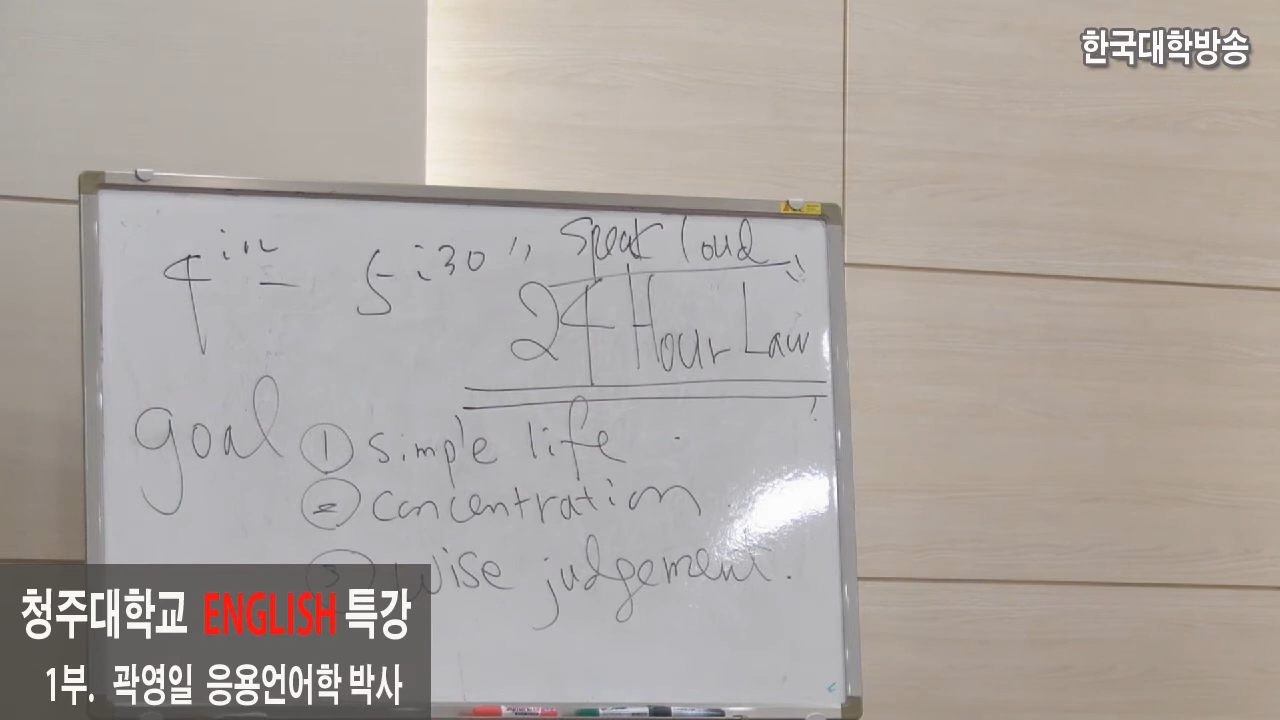 한국대학방송
speak loud
24 Hour Law
goal ① simple life
② concentration
③ wise judgement.
청주대학교 ENGLISH 특강
1부. 곽영일 응용언어학 박사